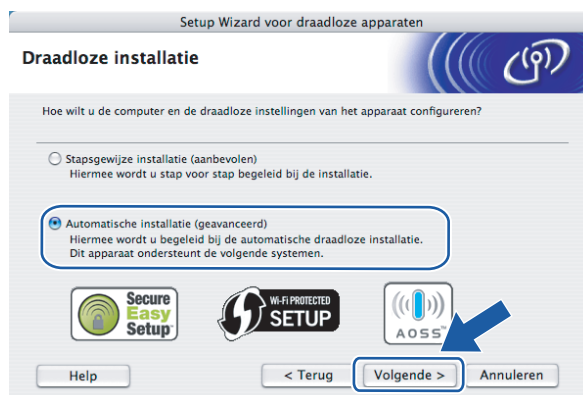 Setup Wizard voor draadloze apparaten
Draadloze installatie
Hoe wilt u de computer en de draadloze instellingen van het apparaat configureren?
Stapsgewijze installatie (aanbevolen)
Hiermee wordt u stap voor stap begeleid bij de installatie.
Automatische installatie (geavanceerd)
Hiermee wordt u begeleid bij de automatische draadloze installatie.
Dit apparaat ondersteunt de volgende systemen.
Secure
Easy
Setup
Wi-Fi PROTECTED
SETUP
AOSS™
Help
< Terug
Volgende >
Annuleren